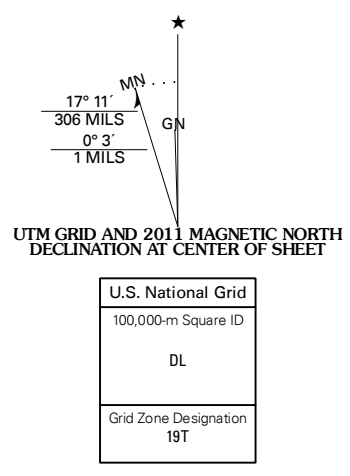 MN
17° 11´
306 MILS
GN
0° 3´
1 MILS
UTM GRID AND 2011 MAGNETIC NORTH
DECLINATION AT CENTER OF SHEET
U.S. National Grid
100,000-m Square ID
DL
Grid Zone Designation
19T